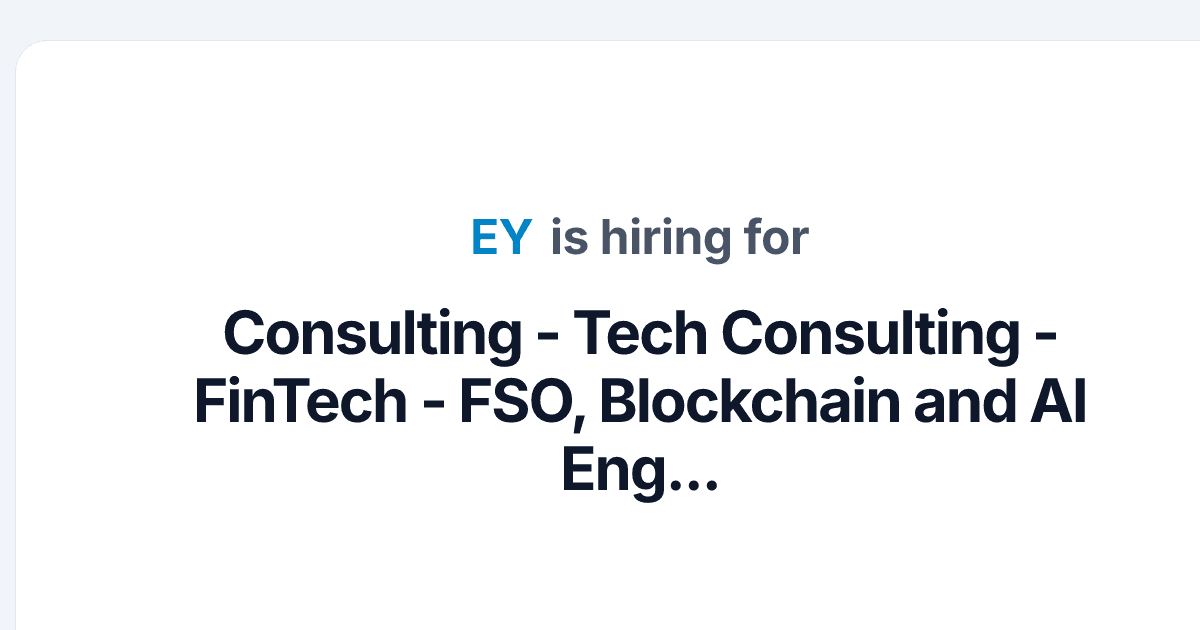 EY is hiring for
Consulting - Tech Consulting -
FinTech - FSO, Blockchain and AI
Eng...